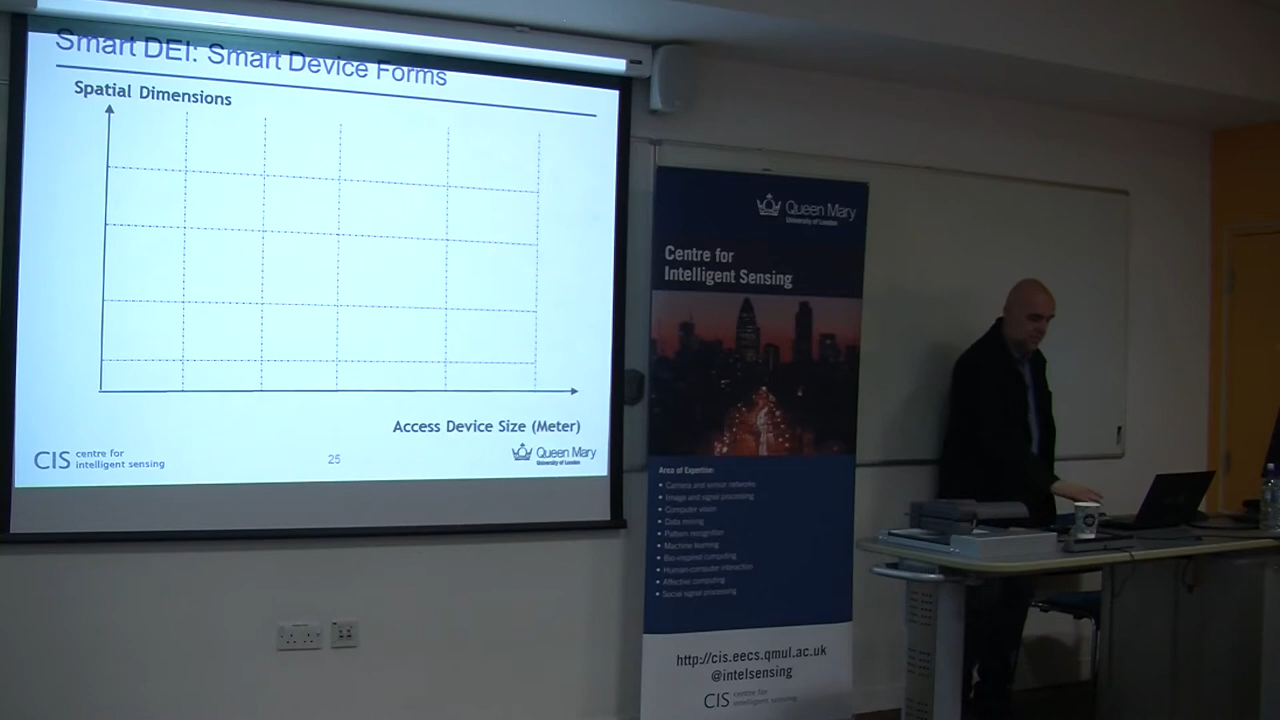 Smart DEI: Smart Device Forms
Spatial Dimensions
Access Device Size (Meter)
CIS centre for
intelligent sensing
25
Queen Mary
University of London
Queen Mary
University of London
Centre for
Intelligent Sensing
Area of Expertise:
• Camera and sensor networks
• Image and signal processing
• Computer vision
• Data mining
• Pattern recognition
• Machine learning
• Bio-inspired computing
• Human-computer interaction
• Affective computing
• Social signal processing
http://cis.eecs.qmul.ac.uk
@intelsensing
CIS centre for
intelligent sensing